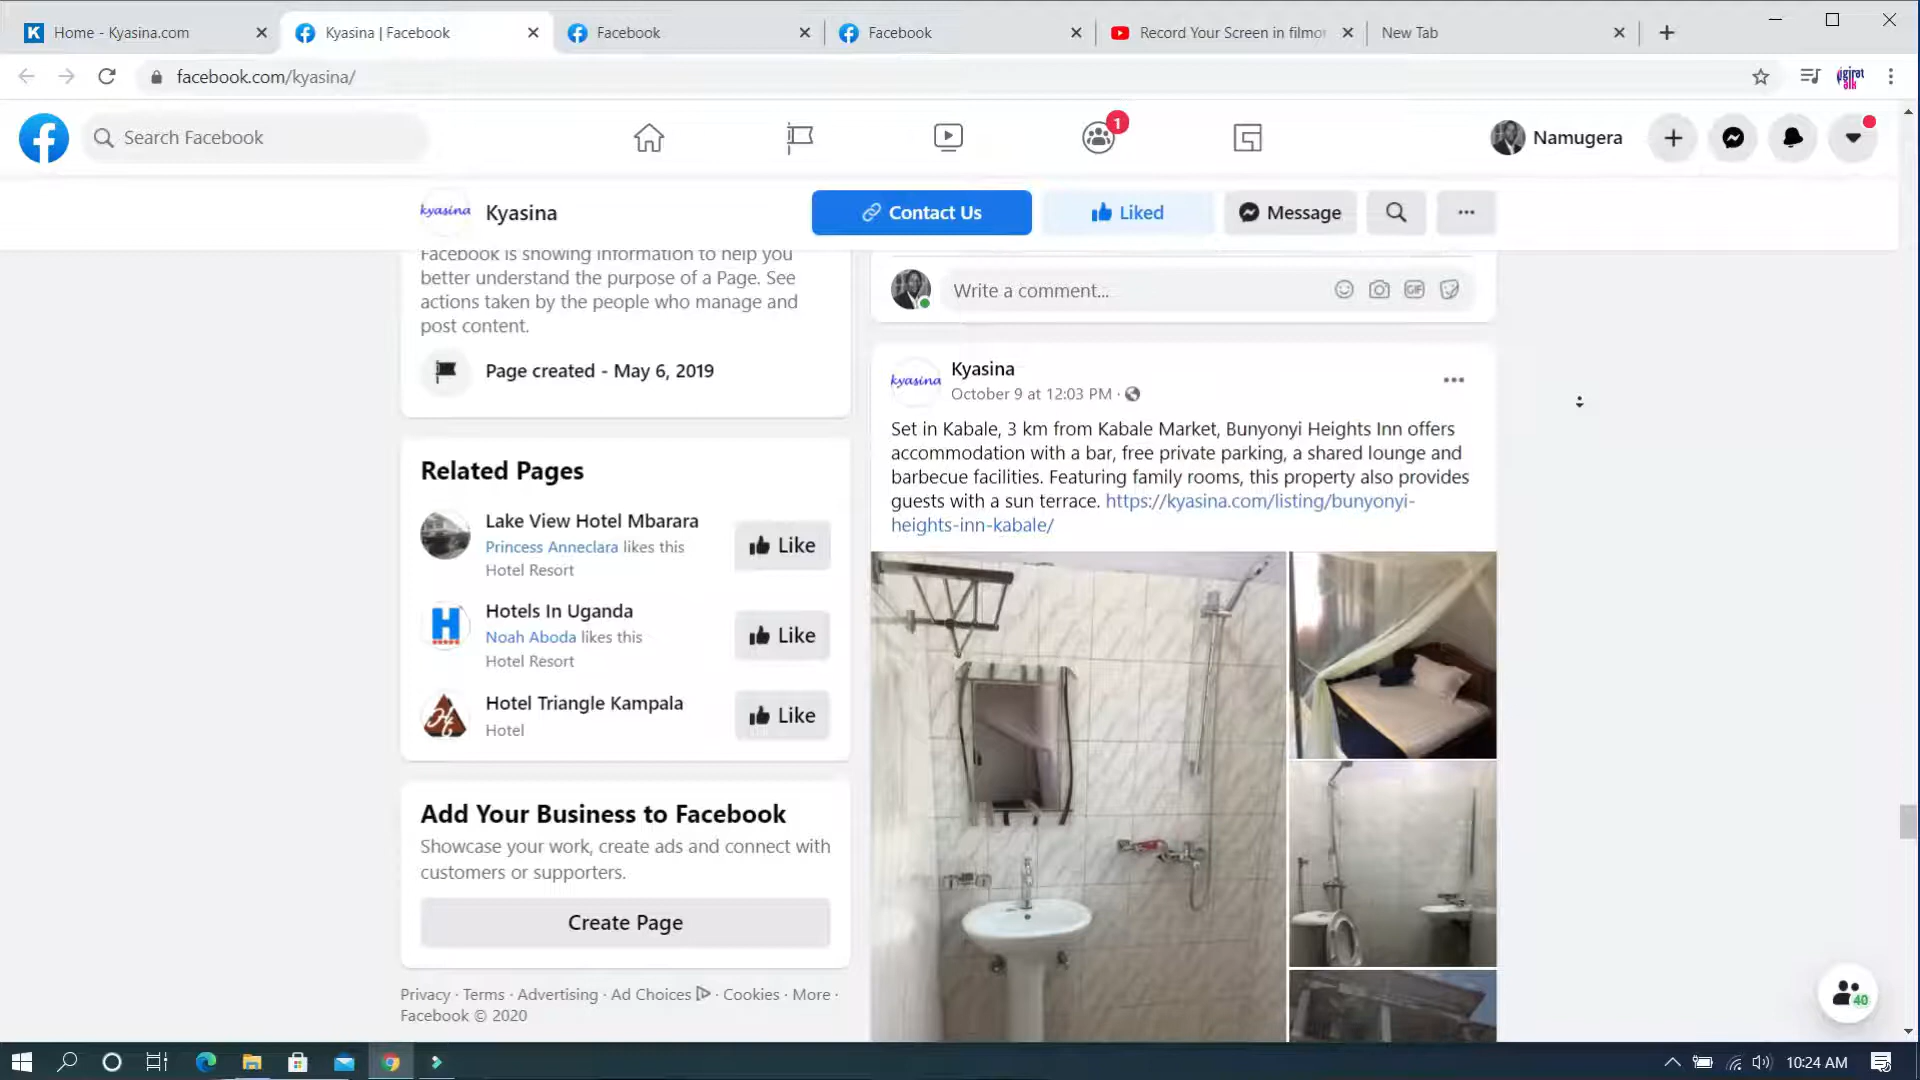 Home - Kyasina.com
Kyasina | Facebook
Facebook
Facebook
Record Your Screen in filmor
New Tab
facebook.com/kyasina/
Search Facebook
1
Namugera
kyasina
Kyasina
Contact Us
Liked
Message
Facebook is showing information to help you
better understand the purpose of a Page. See
actions taken by the people who manage and
post content.
Page created - May 6, 2019
Related Pages
Lake View Hotel Mbarara
Princess Anneclara likes this
Hotel Resort
Like
Hotels In Uganda
Noah Aboda likes this
Hotel Resort
Like
Hotel Triangle Kampala
Hotel
Like
Add Your Business to Facebook
Showcase your work, create ads and connect with
customers or supporters.
Create Page
Privacy · Terms · Advertising · Ad Choices · Cookies · More ·
Facebook © 2020
Write a comment...
GIF
kyasina
Kyasina
October 9 at 12:03 PM ·
Set in Kabale, 3 km from Kabale Market, Bunyonyi Heights Inn offers
accommodation with a bar, free private parking, a shared lounge and
barbecue facilities. Featuring family rooms, this property also provides
guests with a sun terrace. https://kyasina.com/listing/bunyonyi-
heights-inn-kabale/
40
10:24 AM